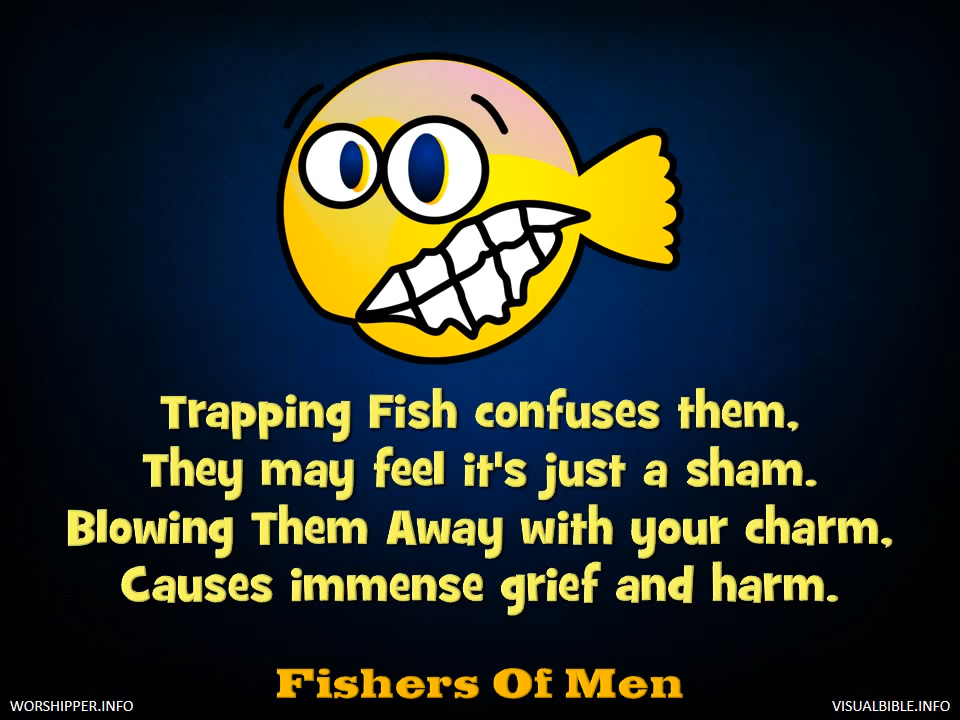 Trapping Fish confuses them,
They may feel it's just a sham.
Blowing Them Away with your charm,
Causes immense grief and harm.
Fishers Of Men
WORSHIPPER.INFO
VISUALBIBLE.INFO